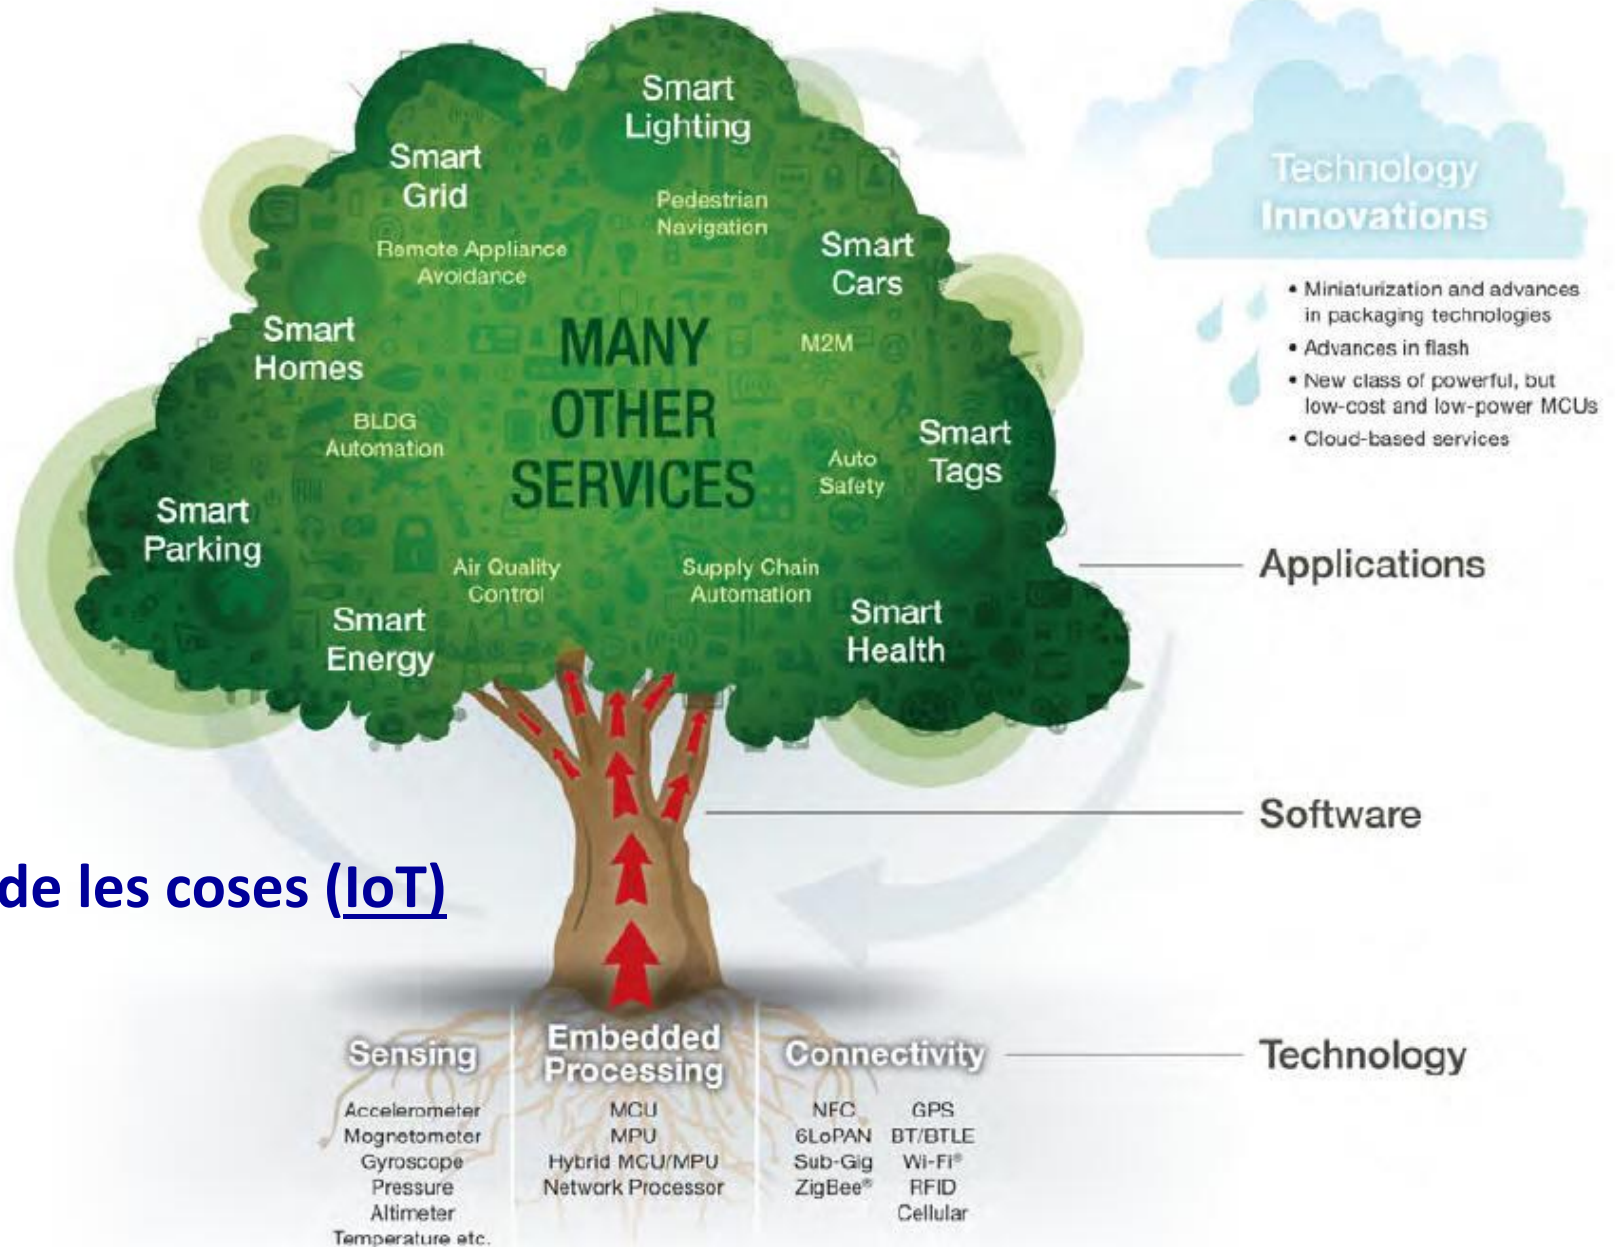 Smart
Lighting
Smart
Grid
Pedestrian
Navigation
Remote Appliance
Avoidance
Smart
Cars
Smart
Homes
MANY
OTHER
SERVICES
M2M
BLDG
Automation
Smart
Tags
Auto
Safety
Smart
Parking
Air Quality
Control
Supply Chain
Automation
Smart
Energy
Smart
Health
Technology
Innovations
• Miniaturization and advances
in packaging technologies
• Advances in flash
• New class of powerful, but
low-cost and low-power MCUs
• Cloud-based services
Applications
Software
de les coses (IoT)
Technology
Sensing
Accelerometer
Mognetometer
Gyroscope
Pressure
Altimeter
Temperature etc.
Embedded
Processing
MCU
MPU
Hybrid MCU/MPU
Network Processor
Connectivity
NFC GPS
6LoPAN BT/BTLE
Sub-Gig Wi-Fi®
ZigBee® RFID
Cellular